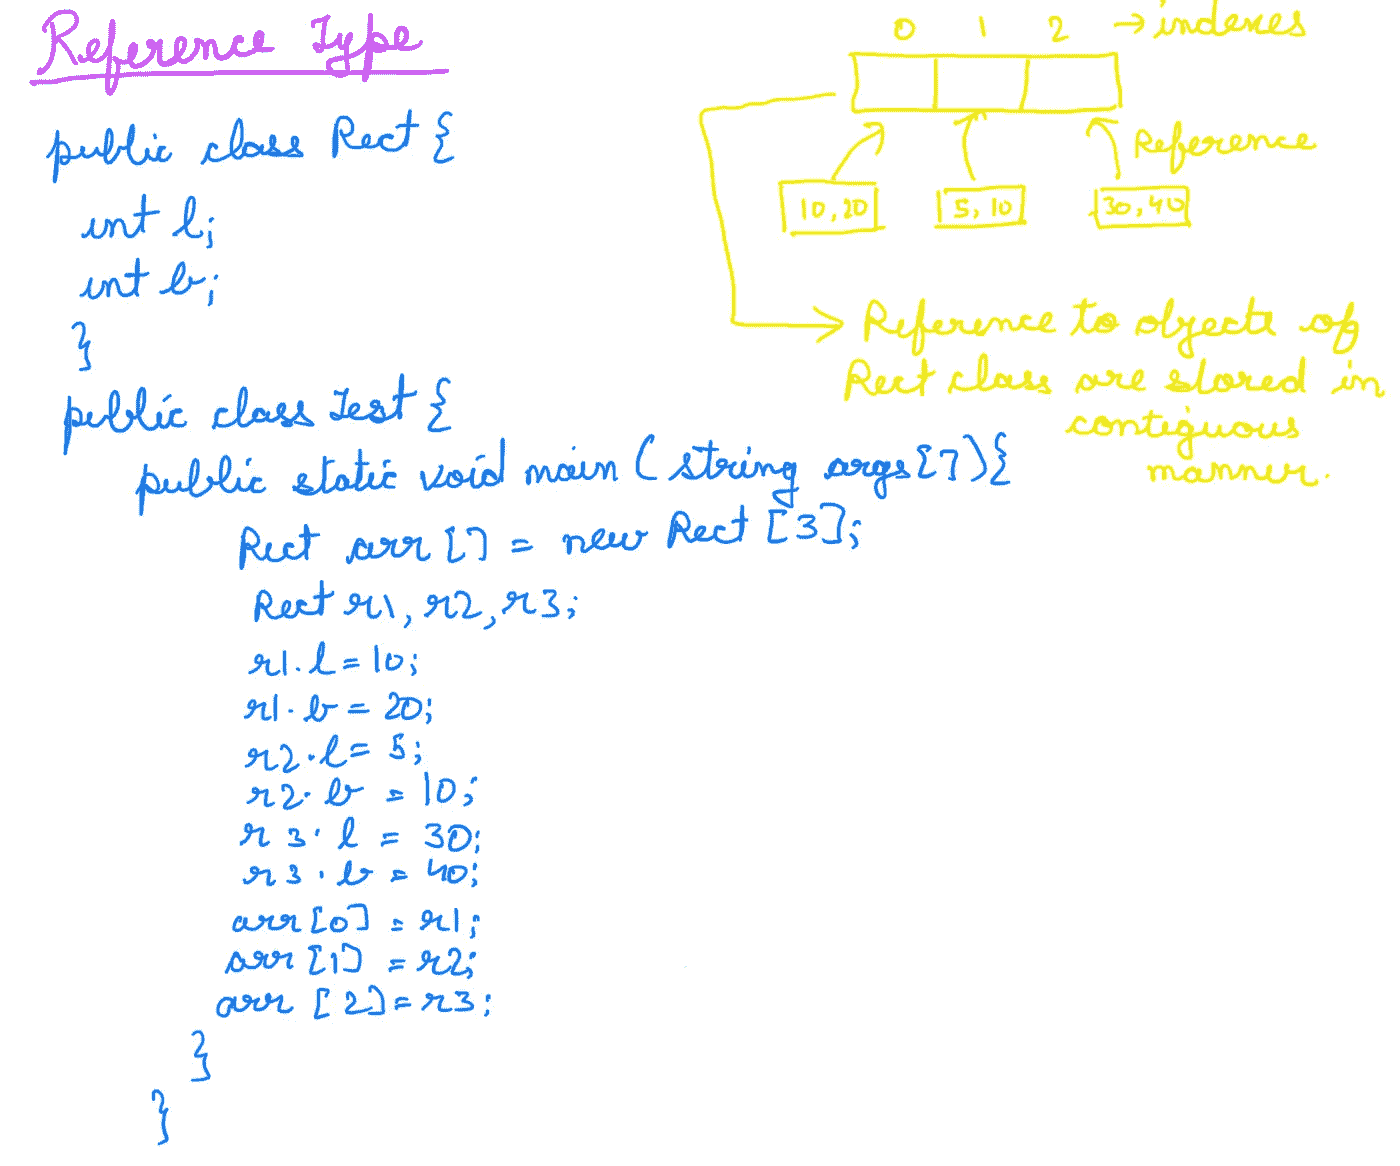 Reference Type
0 1 2 → indexes
public class Rect {
int l;
int b;
}
Reference
10, 20
5, 10
30, 40
Reference to objects of
Rect class are stored in
contiguous
manner.
public class Test {
public static void main (string args[]){
Rect arr [] = new Rect [3];
Rect r1, r2, r3;
r1.l = 10;
r1.b = 20;
r2.l = 5;
r2.b = 10;
r3.l = 30;
r3.b = 40;
arr [0] = r1;
arr [1] = r2;
arr [2] = r3;
}
}